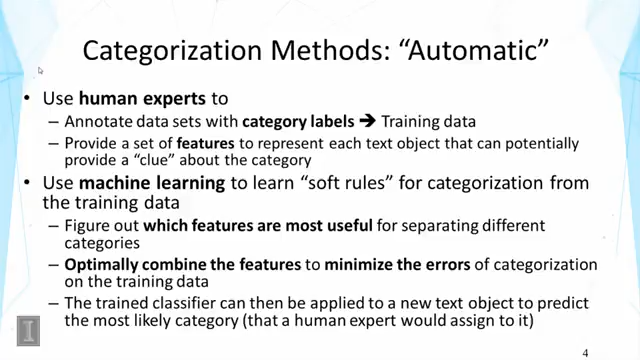 Categorization Methods: “Automatic”
• Use human experts to
– Annotate data sets with category labels ➔ Training data
– Provide a set of features to represent each text object that can potentially
provide a “clue” about the category
• Use machine learning to learn “soft rules” for categorization from
the training data
– Figure out which features are most useful for separating different
categories
– Optimally combine the features to minimize the errors of categorization
on the training data
– The trained classifier can then be applied to a new text object to predict
the most likely category (that a human expert would assign to it)
I
4